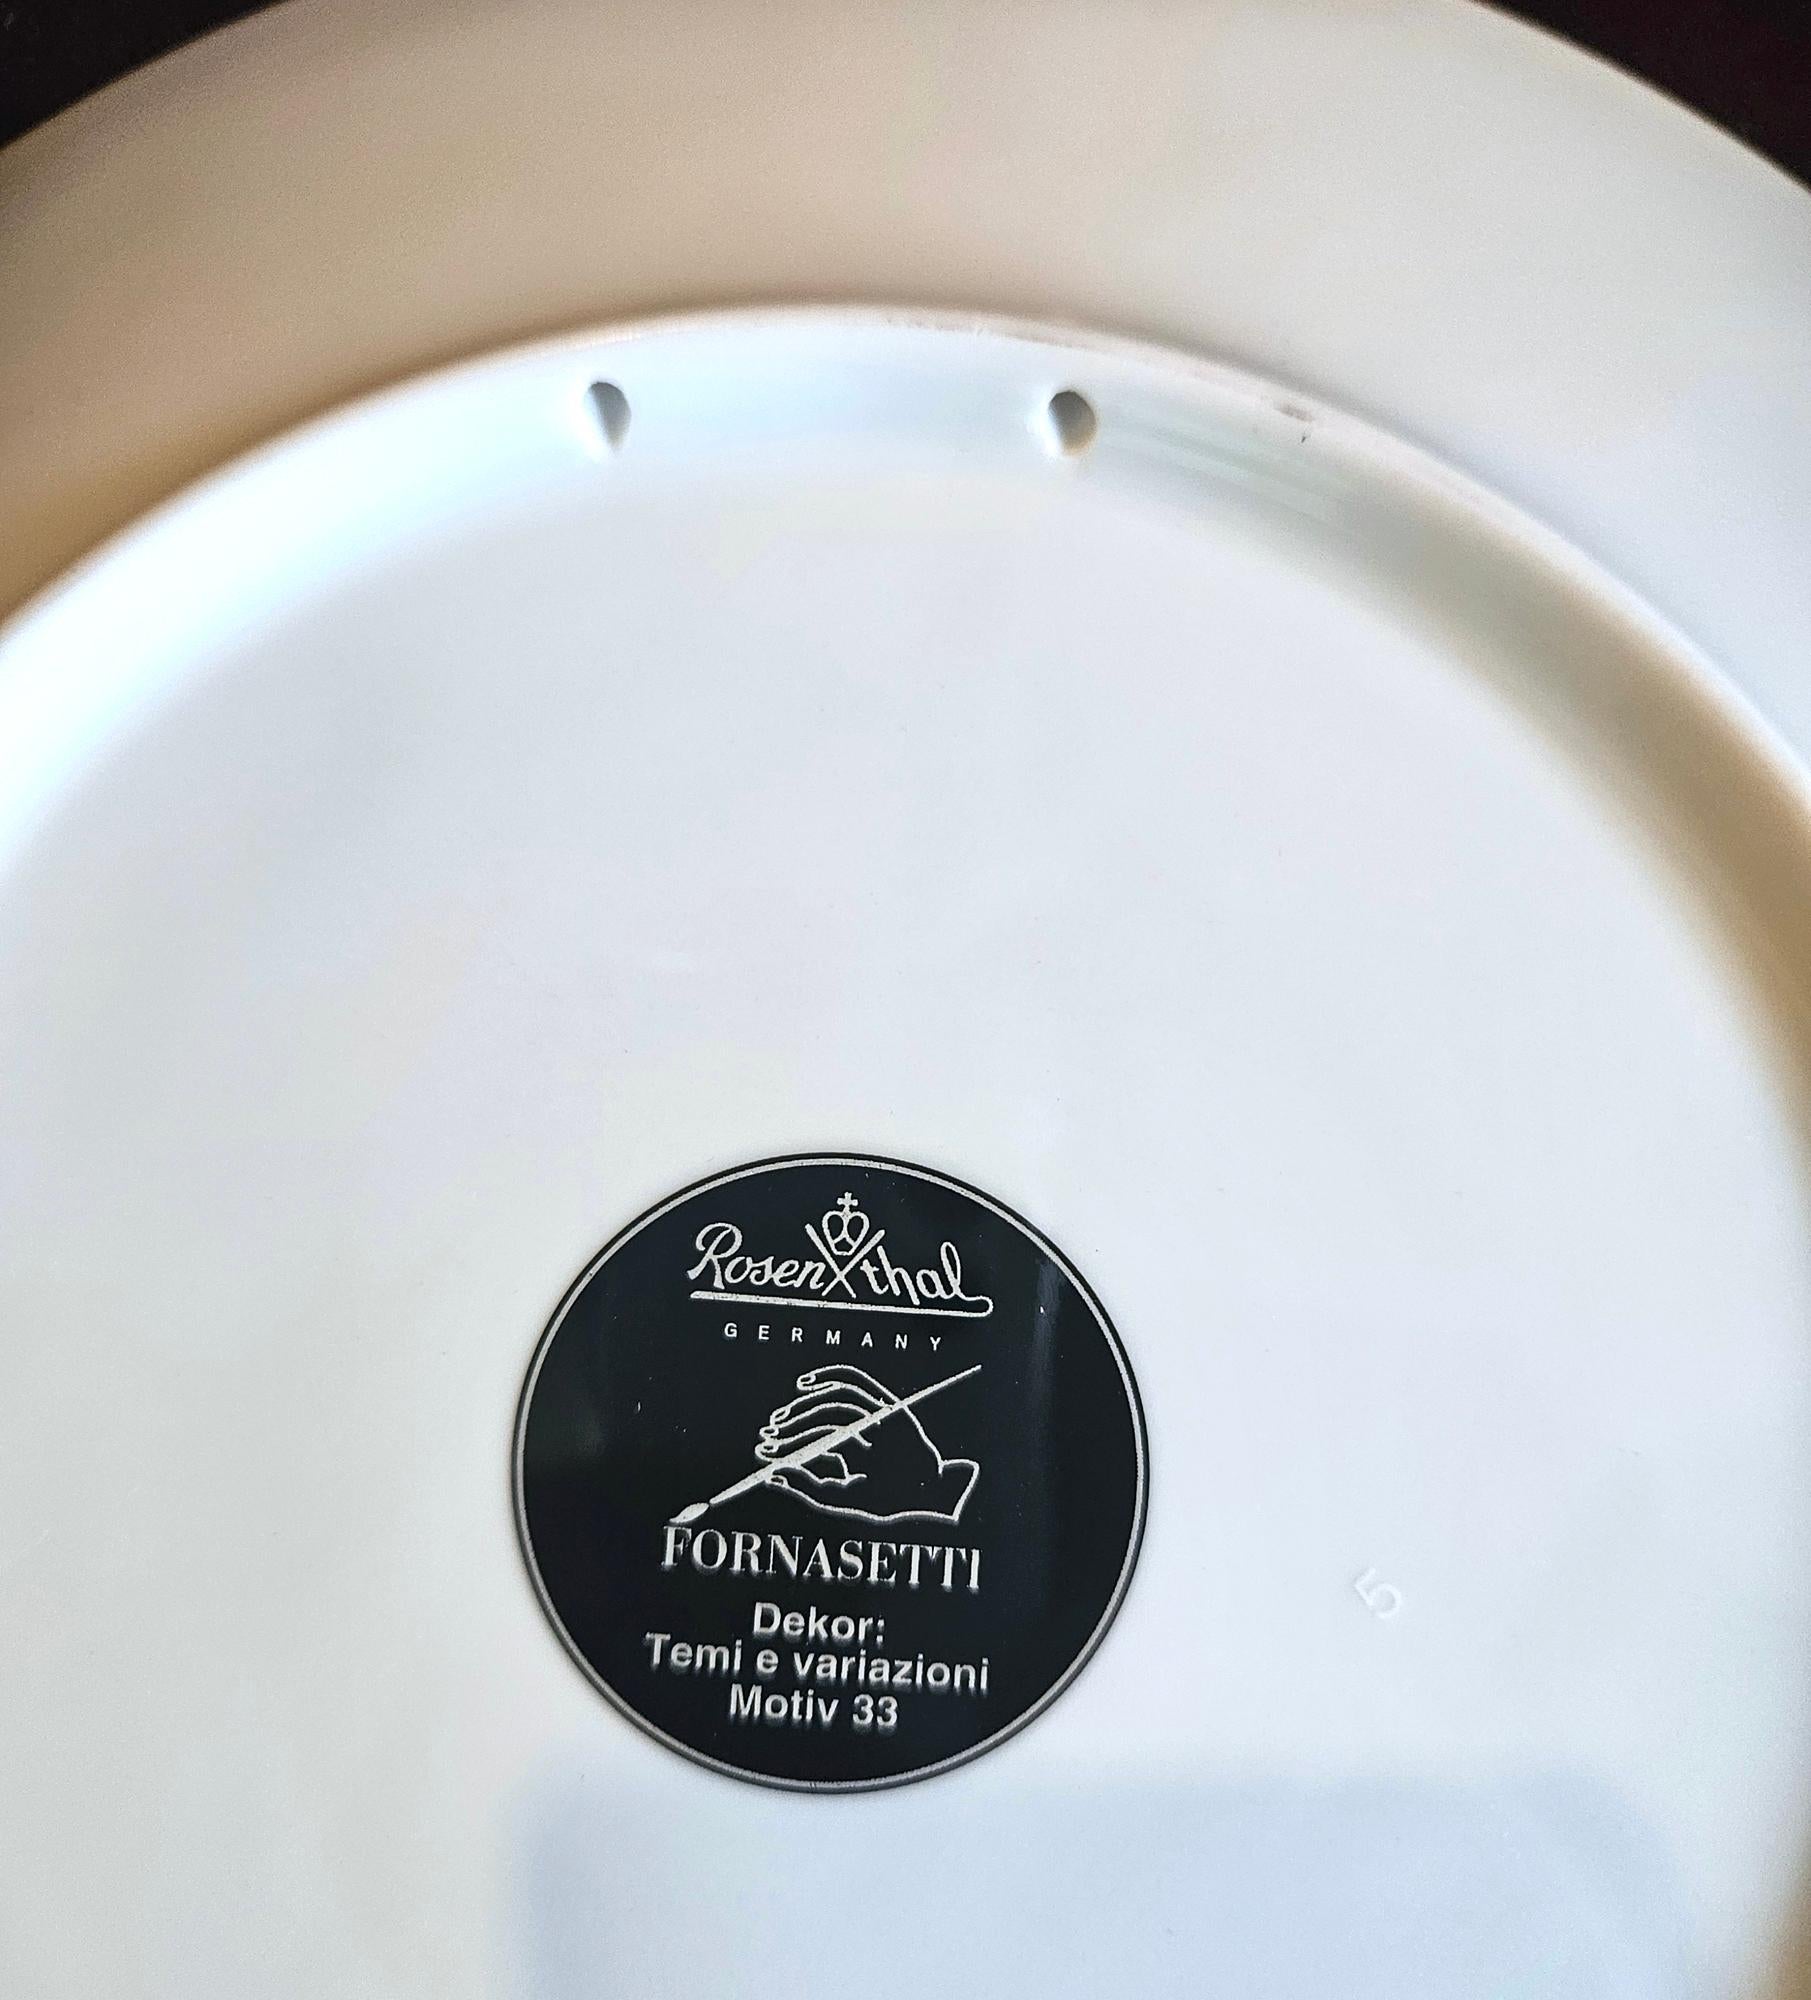 Rosenthal
GERMANY
FORNASETTI
Dekor:
Temi e variazioni
Motiv 33
5